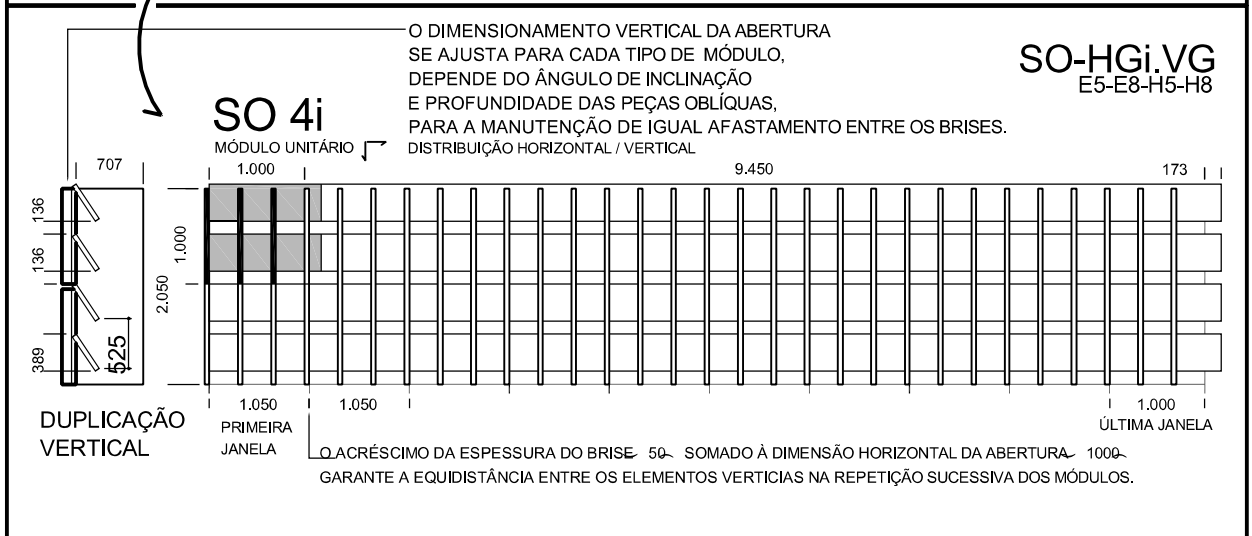 O DIMENSIONAMENTO VERTICAL DA ABERTURA
SE AJUSTA PARA CADA TIPO DE MÓDULO,
DEPENDE DO ÂNGULO DE INCLINAÇÃO
E PROFUNDIDADE DAS PEÇAS OBLÍQUAS,
PARA A MANUTENÇÃO DE IGUAL AFASTAMENTO ENTRE OS BRISES.
DISTRIBUIÇÃO HORIZONTAL / VERTICAL
SO-HGi.VG
E5-E8-H5-H8
SO 4i
MÓDULO UNITÁRIO
707
1.000
9.450
173
136
136
389
525
1.000
2.050
1.050
1.050
1.000
PRIMEIRA
JANELA
ÚLTIMA JANELA
DUPLICAÇÃO
VERTICAL
O ACRÉSCIMO DA ESPESSURA DO BRISE 50 SOMADO À DIMENSÃO HORIZONTAL DA ABERTURA 1000
GARANTE A EQUIDISTÂNCIA ENTRE OS ELEMENTOS VERTICIAS NA REPETIÇÃO SUCESSIVA DOS MÓDULOS.